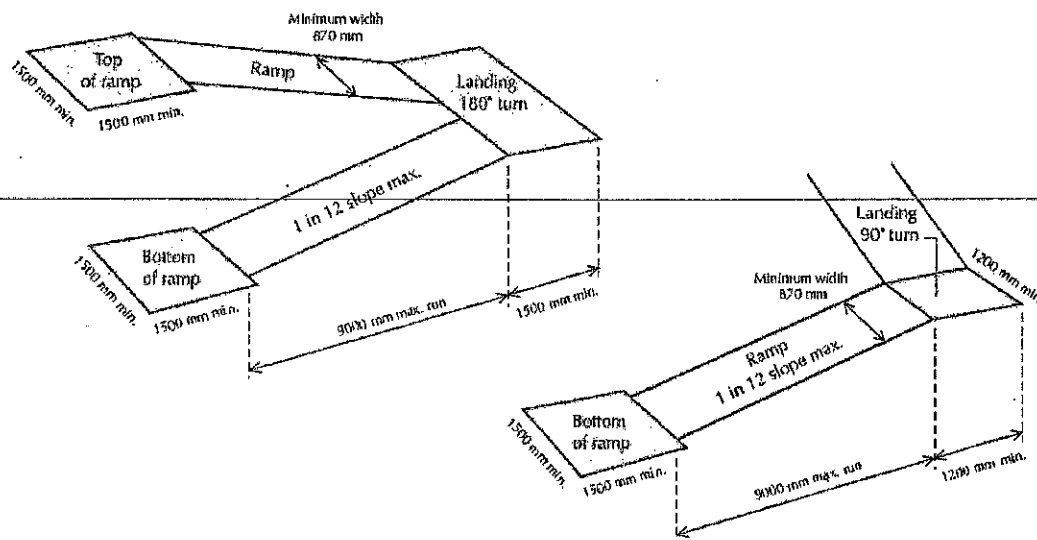 Minimum width
870 mm
Top
of ramp
Ramp
Landing
180° turn
1500 mm min.
1500 mm min.
1 in 12 slope max.
Bottom
of ramp
1500 mm min.
1500 mm min.
9000 mm max. run
1500 mm min.
Landing
90° turn
1200 mm min.
Minimum width
870 mm
Ramp
1 in 12 slope max.
Bottom
of ramp
1500 mm min.
1500 mm min.
9000 mm max. run
1200 mm min.